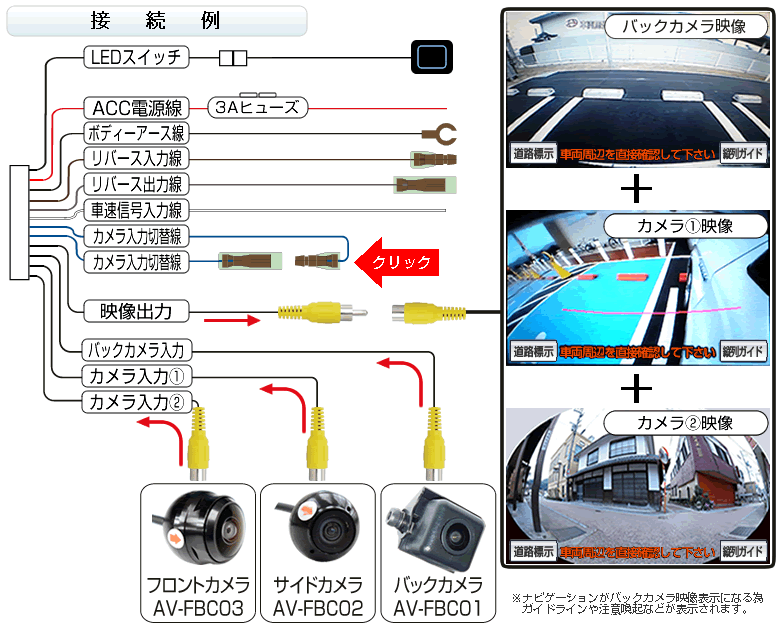 接続例
LEDスイッチ
ACC電源線
3Aヒューズ
ボディーアース線
リバース入力線
リバース出力線
車速信号入力線
カメラ入力切替線
カメラ入力切替線
クリック
映像出力
バックカメラ入力
カメラ入力①
カメラ入力②
フロントカメラ
AV-FBC03
サイドカメラ
AV-FBC02
バックカメラ
AV-FBC01
バックカメラ映像
道路標示
車両周辺を直接確認して下さい
縦列ガイド
+
カメラ①映像
道路標示
車両周辺を直接確認して下さい
縦列ガイド
+
カメラ②映像
道路標示
車両周辺を直接確認して下さい
縦列ガイド
※ナビゲーションがバックカメラ映像表示になる為
ガイドラインや注意喚起などが表示されます。